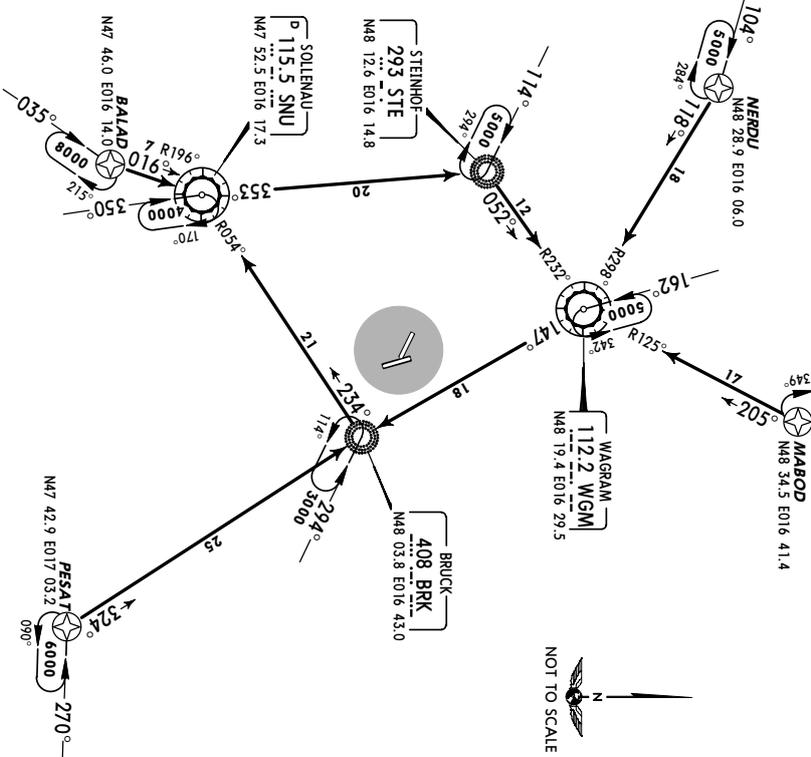 104°
5000
284°
118°
18
NERDU
N48 28.9 E016 06.0
R298°
STEINHOF
293 STE
N48 12.6 E016 14.8
114°
5000
294°
052°
12
R232°
SOLLENAU
D 115.5 SNU
N47 52.5 E016 17.3
BALAD
N47 46.0 E016 14.0
035°
8000
215°
016°
7
R196°
350°
4000
170°
353°
20
R054°
21
234°
162°
5000
342°
147°
18
R125°
17
205°
349°
MABOD
N48 34.5 E016 41.4
WAGRAM
112.2 WGM
N48 19.4 E016 29.5
114°
3000
294°
BRUCK
408 BRK
N48 03.8 E016 43.0
25
324°
PESAT
N47 42.9 E017 03.2
090°
6000
270°
N
NOT TO SCALE